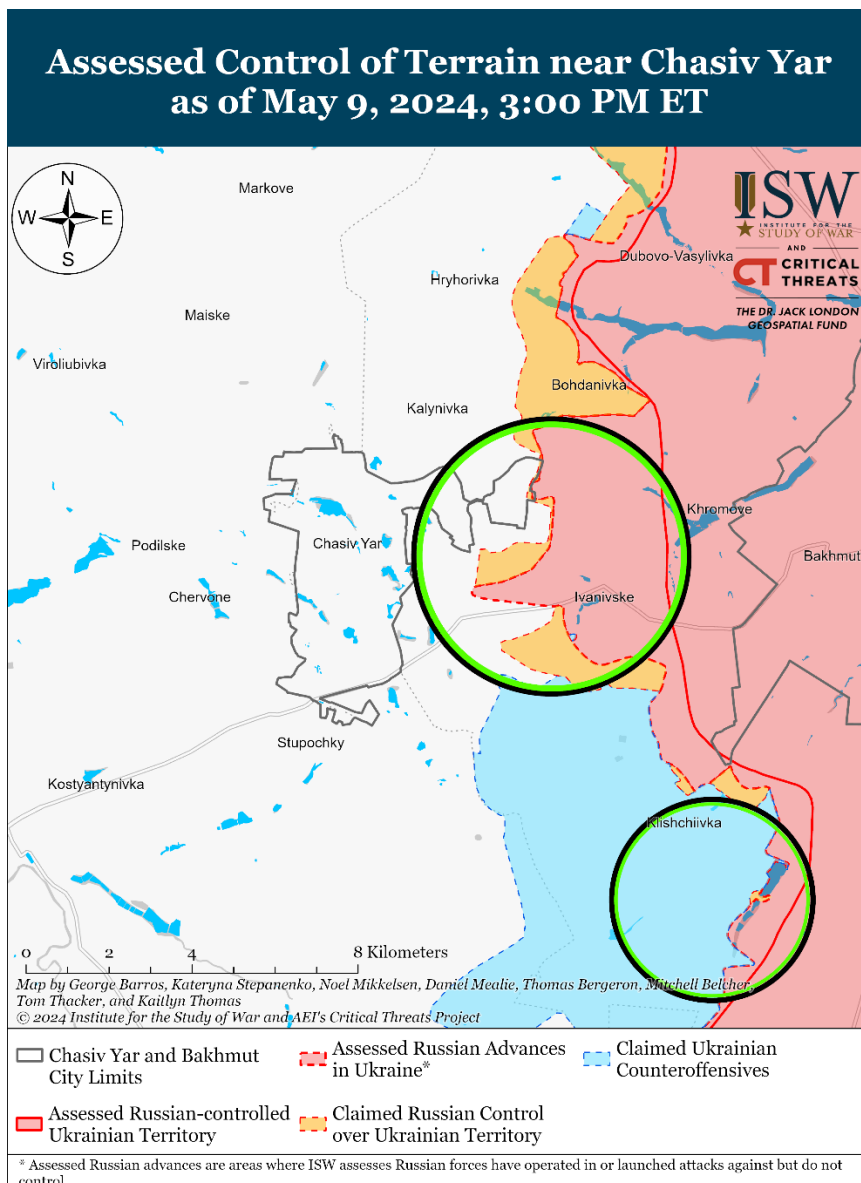 Assessed Control of Terrain near Chasiv Yar
as of May 9, 2024, 3:00 PM ET
N
W
E
S
Markove
ISW
INSTITUTE FOR THE
STUDY OF WAR
AND
CT CRITICAL
THREATS
THE DR. JACK LONDON
GEOSPATIAL FUND
Dubovo-Vasylivka
Hryhorivka
Maiske
Viroliubivka
Bohdanivka
Kalynivka
Khromove
Podilske
Chasiv Yar
Bakhmut
Chervone
Ivanivske
Stupochky
Kostyantynivka
Klishchiivka
0 2 4 8 Kilometers
Map by George Barros, Kateryna Stepanenko, Noel Mikkelsen, Daniel Mealie, Thomas Bergeron, Mitchell Belcher,
Tom Thacker, and Kaitlyn Thomas
© 2024 Institute for the Study of War and AEI's Critical Threats Project
Chasiv Yar and Bakhmut
City Limits
Assessed Russian Advances
in Ukraine*
Claimed Ukrainian
Counteroffensives
Assessed Russian-controlled
Ukrainian Territory
Claimed Russian Control
over Ukrainian Territory
* Assessed Russian advances are areas where ISW assesses Russian forces have operated in or launched attacks against but do not
control.